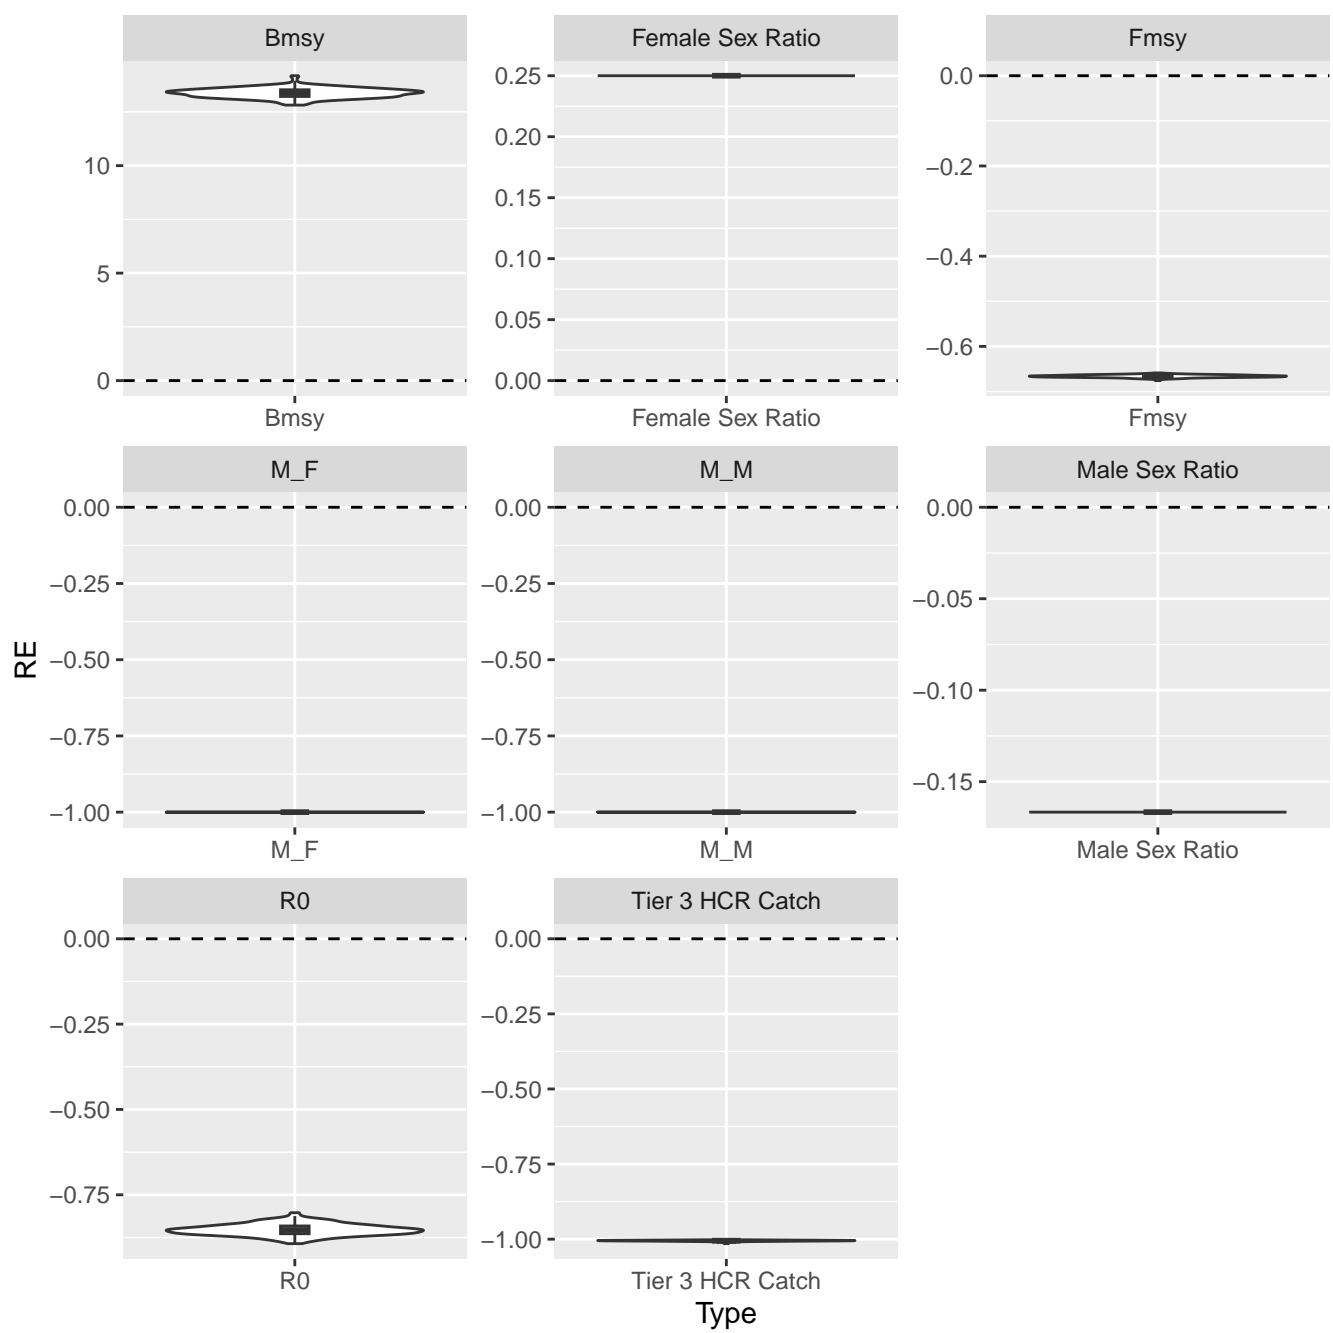 Bmsy
Female Sex Ratio
Fmsy
10
5
0
0.25
0.20
0.15
0.10
0.05
0.00
0.0
−0.2
−0.4
−0.6
Bmsy
Female Sex Ratio
Fmsy
M_F
M_M
Male Sex Ratio
RE
0.00
−0.25
−0.50
−0.75
−1.00
0.00
−0.25
−0.50
−0.75
−1.00
0.00
−0.05
−0.10
−0.15
M_F
M_M
Male Sex Ratio
R0
Tier 3 HCR Catch
0.00
−0.25
−0.50
−0.75
0.00
−0.25
−0.50
−0.75
−1.00
R0
Tier 3 HCR Catch
Type